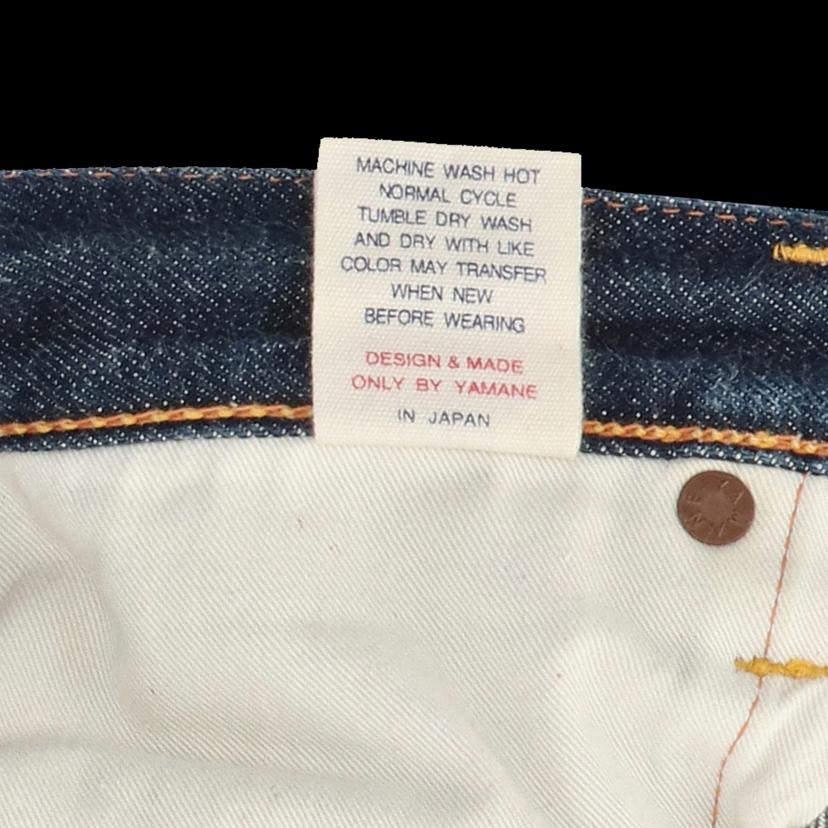 MACHINE WASH HOT
NORMAL CYCLE
TUMBLE DRY WASH
AND DRY WITH LIKE
COLOR MAY TRANSFER
WHEN NEW
BEFORE WEARING
DESIGN & MADE
ONLY BY YAMANE
IN JAPAN
YAMANE